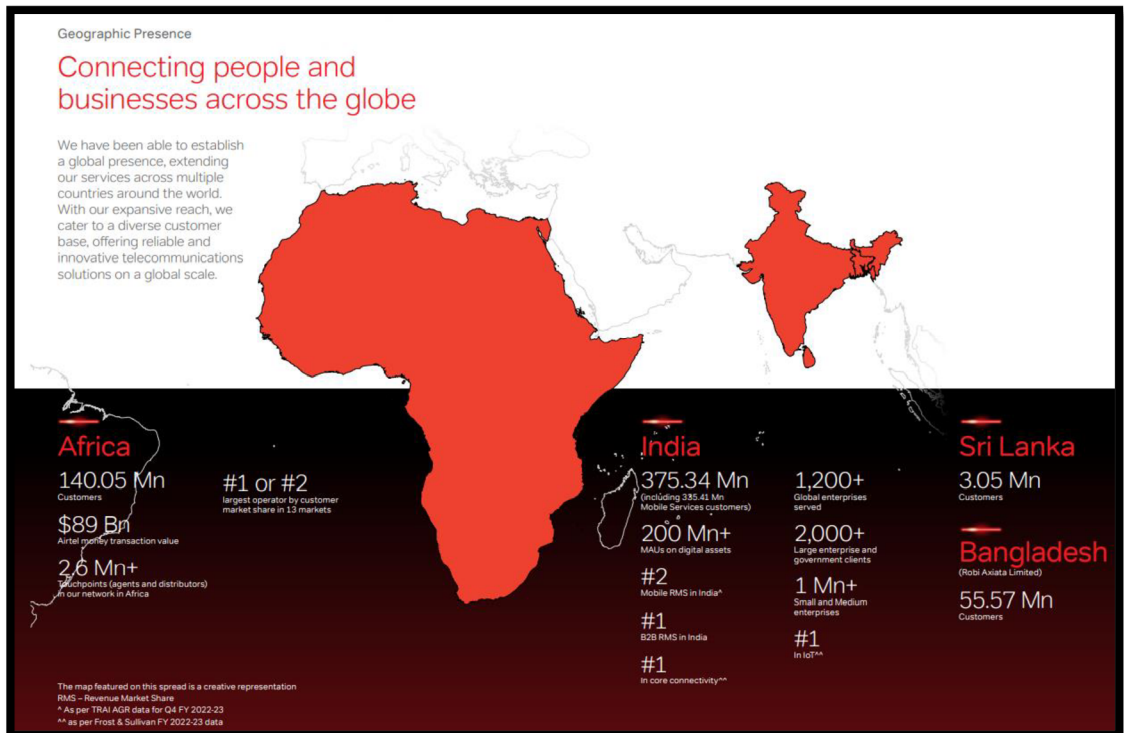 Geographic Presence
Connecting people and
businesses across the globe
We have been able to establish
a global presence, extending
our services across multiple
countries around the world.
With our expansive reach, we
cater to a diverse customer
base, offering reliable and
innovative telecommunications
solutions on a global scale.
Africa
140.05 Mn
Customers
$89 Bn
Airtel money transaction value
2.6 Mn+
Touchpoints (agents and distributors)
in our network in Africa
#1 or #2
largest operator by customer
market share in 13 markets
India
375.34 Mn
(including 335.41 Mn
Mobile Services customers)
200 Mn+
MAUs on digital assets
#2
Mobile RMS in India^
#1
B2B RMS in India
#1
In core connectivity^^
1,200+
Global enterprises
served
2,000+
Large enterprise and
government clients
1 Mn+
Small and Medium
enterprises
#1
In IoT^^
Sri Lanka
3.05 Mn
Customers
Bangladesh
(Robi Axiata Limited)
55.57 Mn
Customers
The map featured on this spread is a creative representation
RMS – Revenue Market Share
^ As per TRAI AGR data for Q4 FY 2022-23
^^ as per Frost & Sullivan FY 2022-23 data